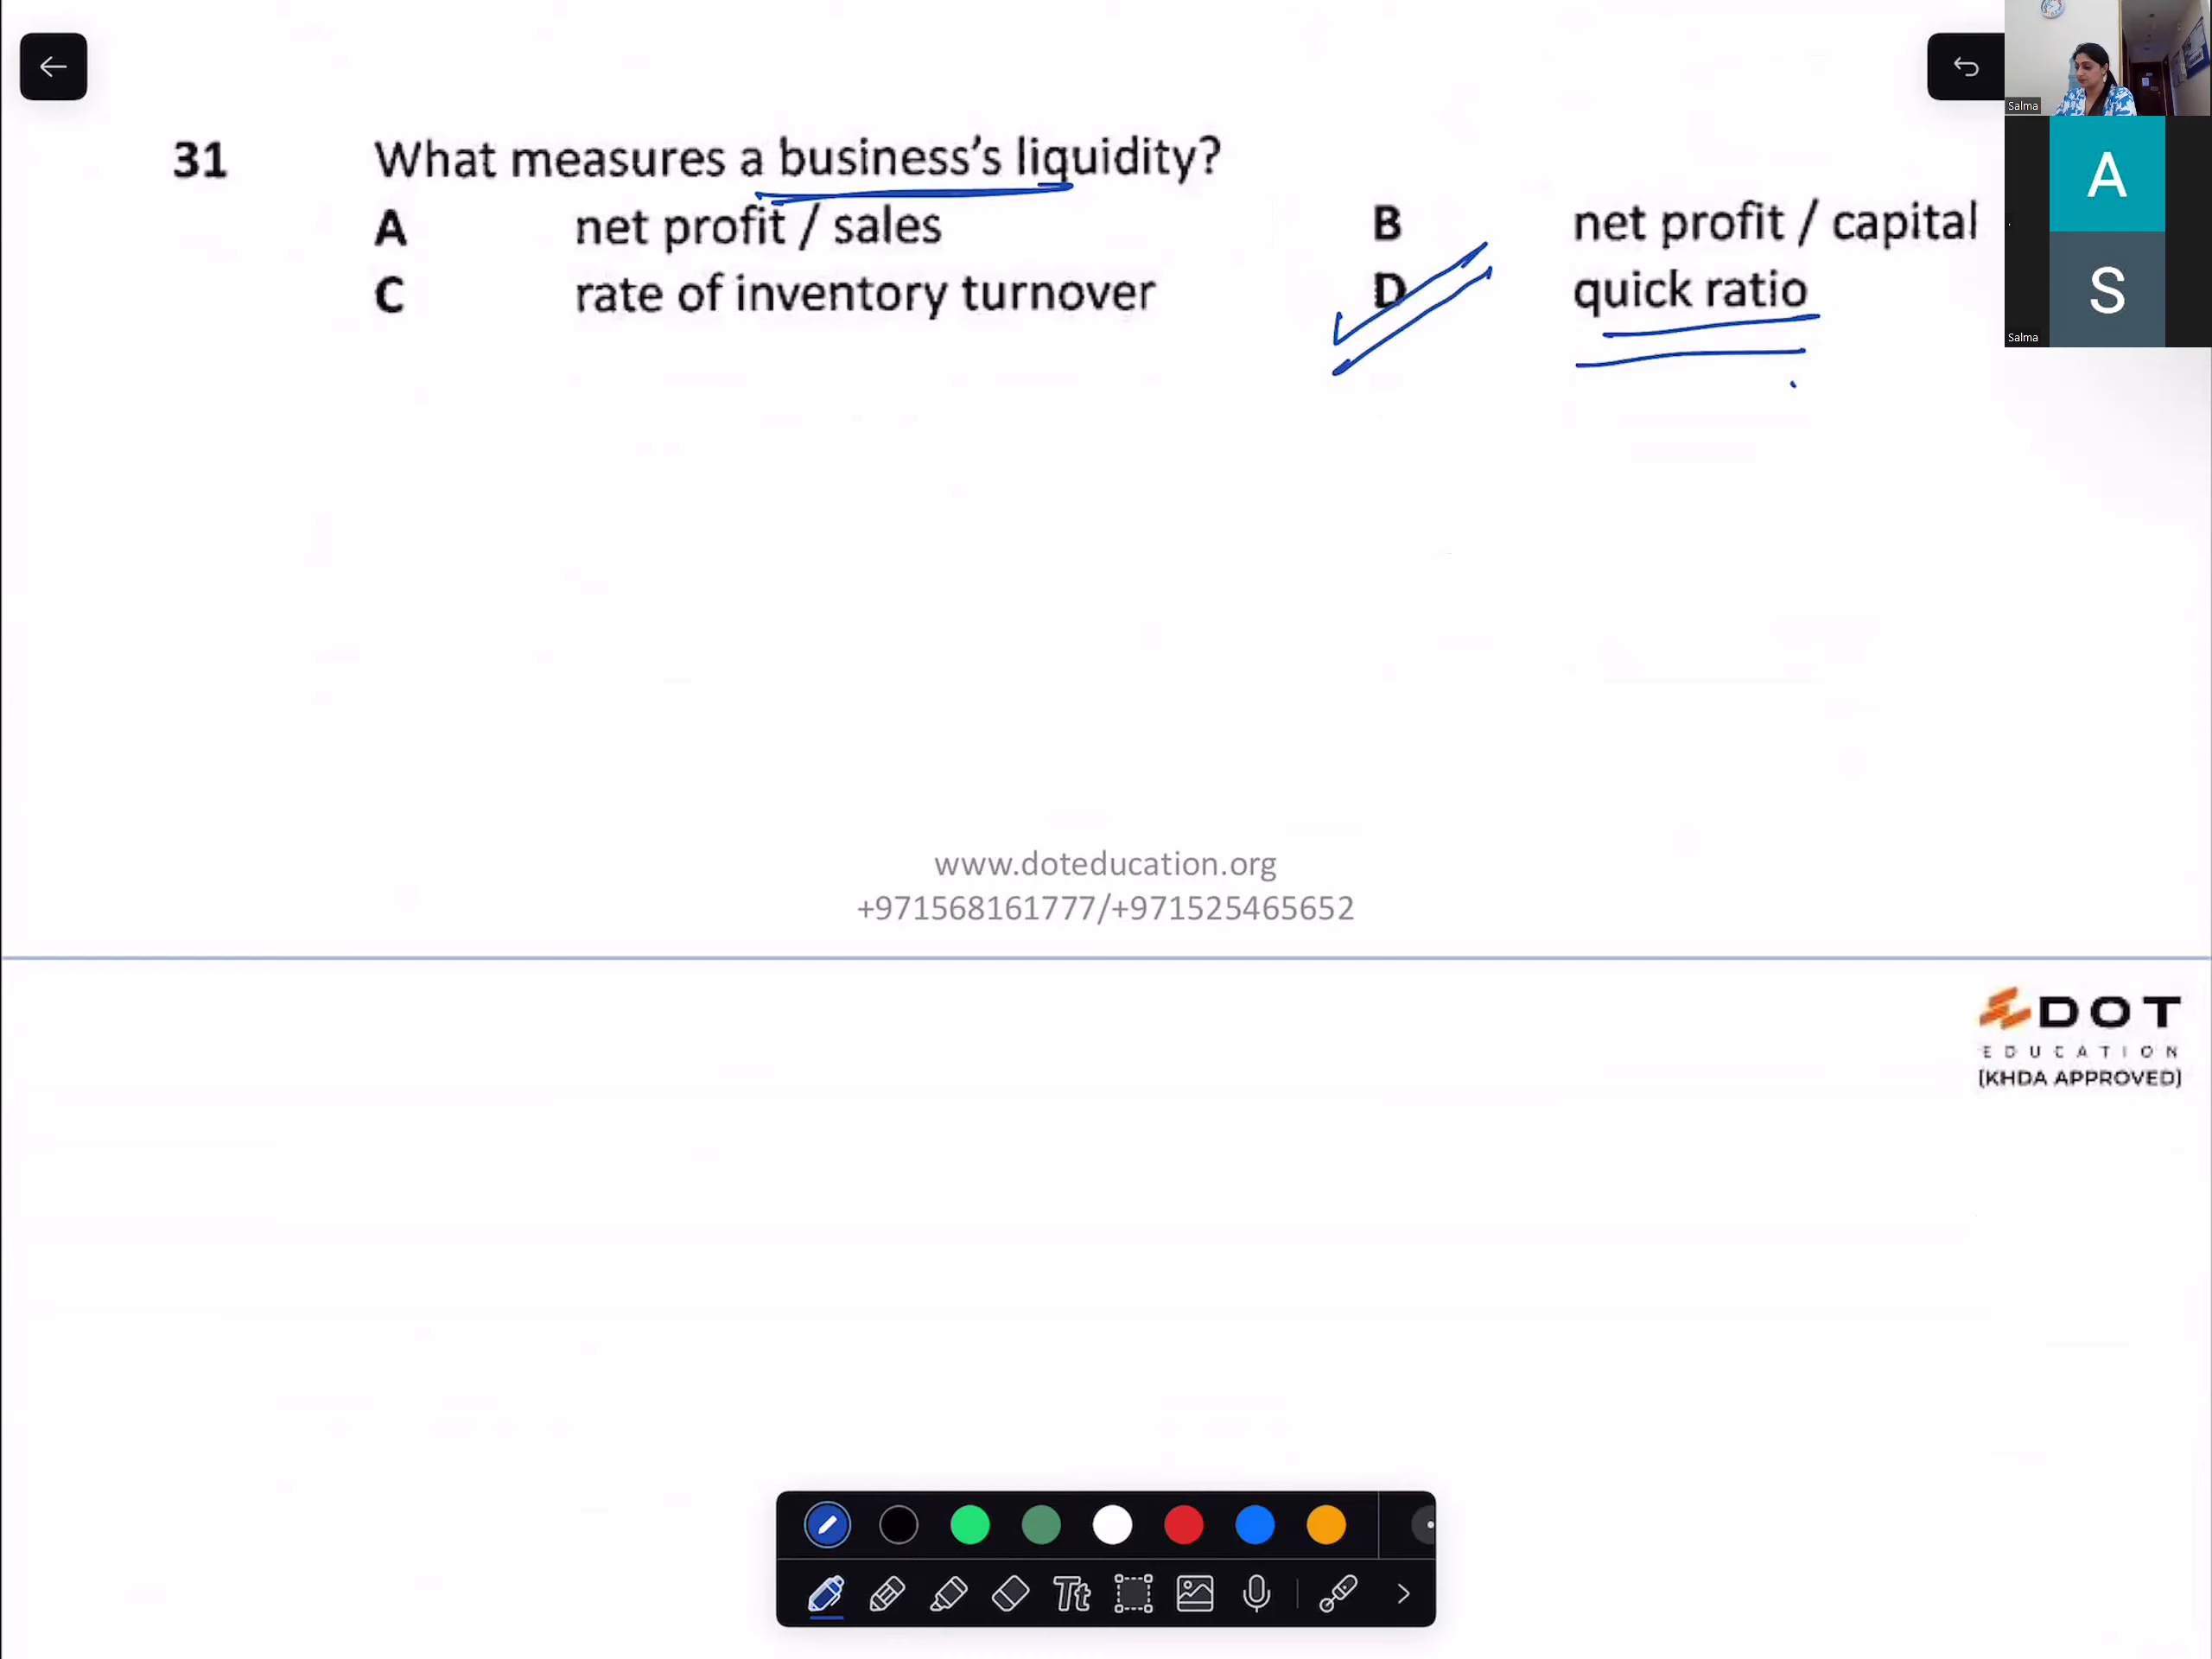 Salma
31 What measures a business's liquidity?
A net profit / sales B net profit / capital
C rate of inventory turnover D quick ratio
A
S
Salma
www.doteducation.org
+971568161777/+971525465652
DOT
EDUCATION
(KHDA APPROVED)
Tt